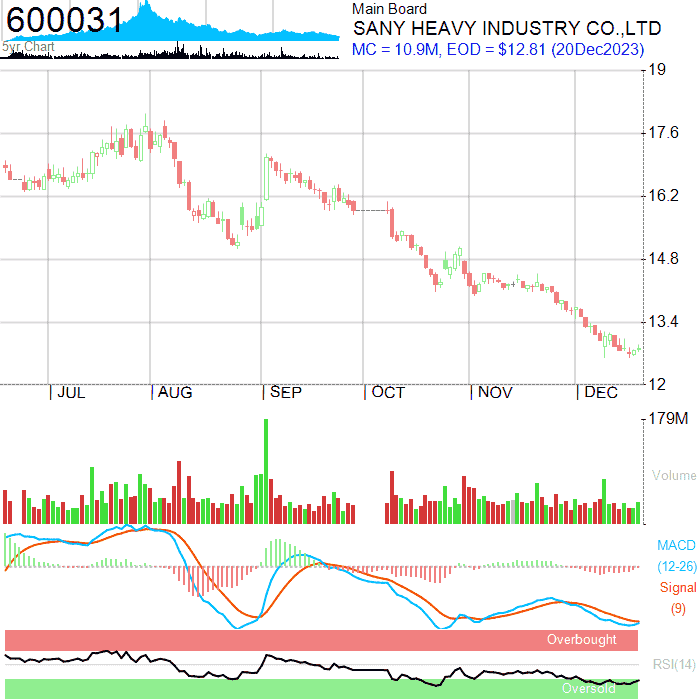 600031
5yr Chart
Main Board
SANY HEAVY INDUSTRY CO.,LTD
MC = 10.9M, EOD = $12.81 (20Dec2023)
19
17.6
16.2
14.8
13.4
12
JUL AUG SEP OCT NOV DEC
179M
Volume
MACD
(12-26)
Signal
(9)
Overbought
RSI(14)
Oversold